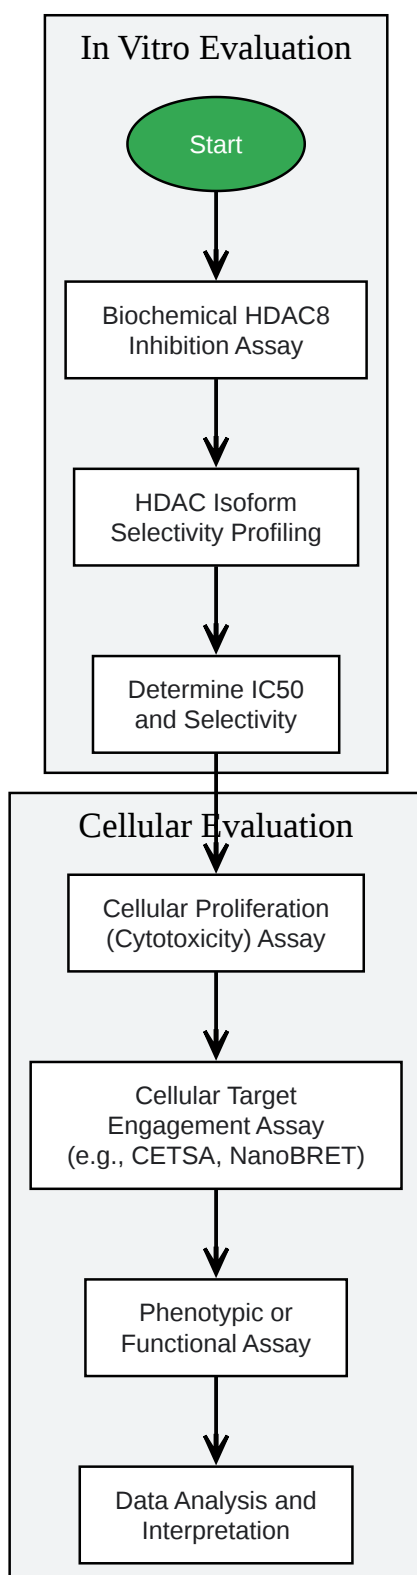 In Vitro Evaluation
Start
Biochemical HDAC8
Inhibition Assay
HDAC Isoform
Selectivity Profiling
Determine IC50
and Selectivity
Cellular Evaluation
Cellular Proliferation
(Cytotoxicity) Assay
Cellular Target
Engagement Assay
(e.g., CETSA, NanoBRET)
Phenotypic or
Functional Assay
Data Analysis and
Interpretation